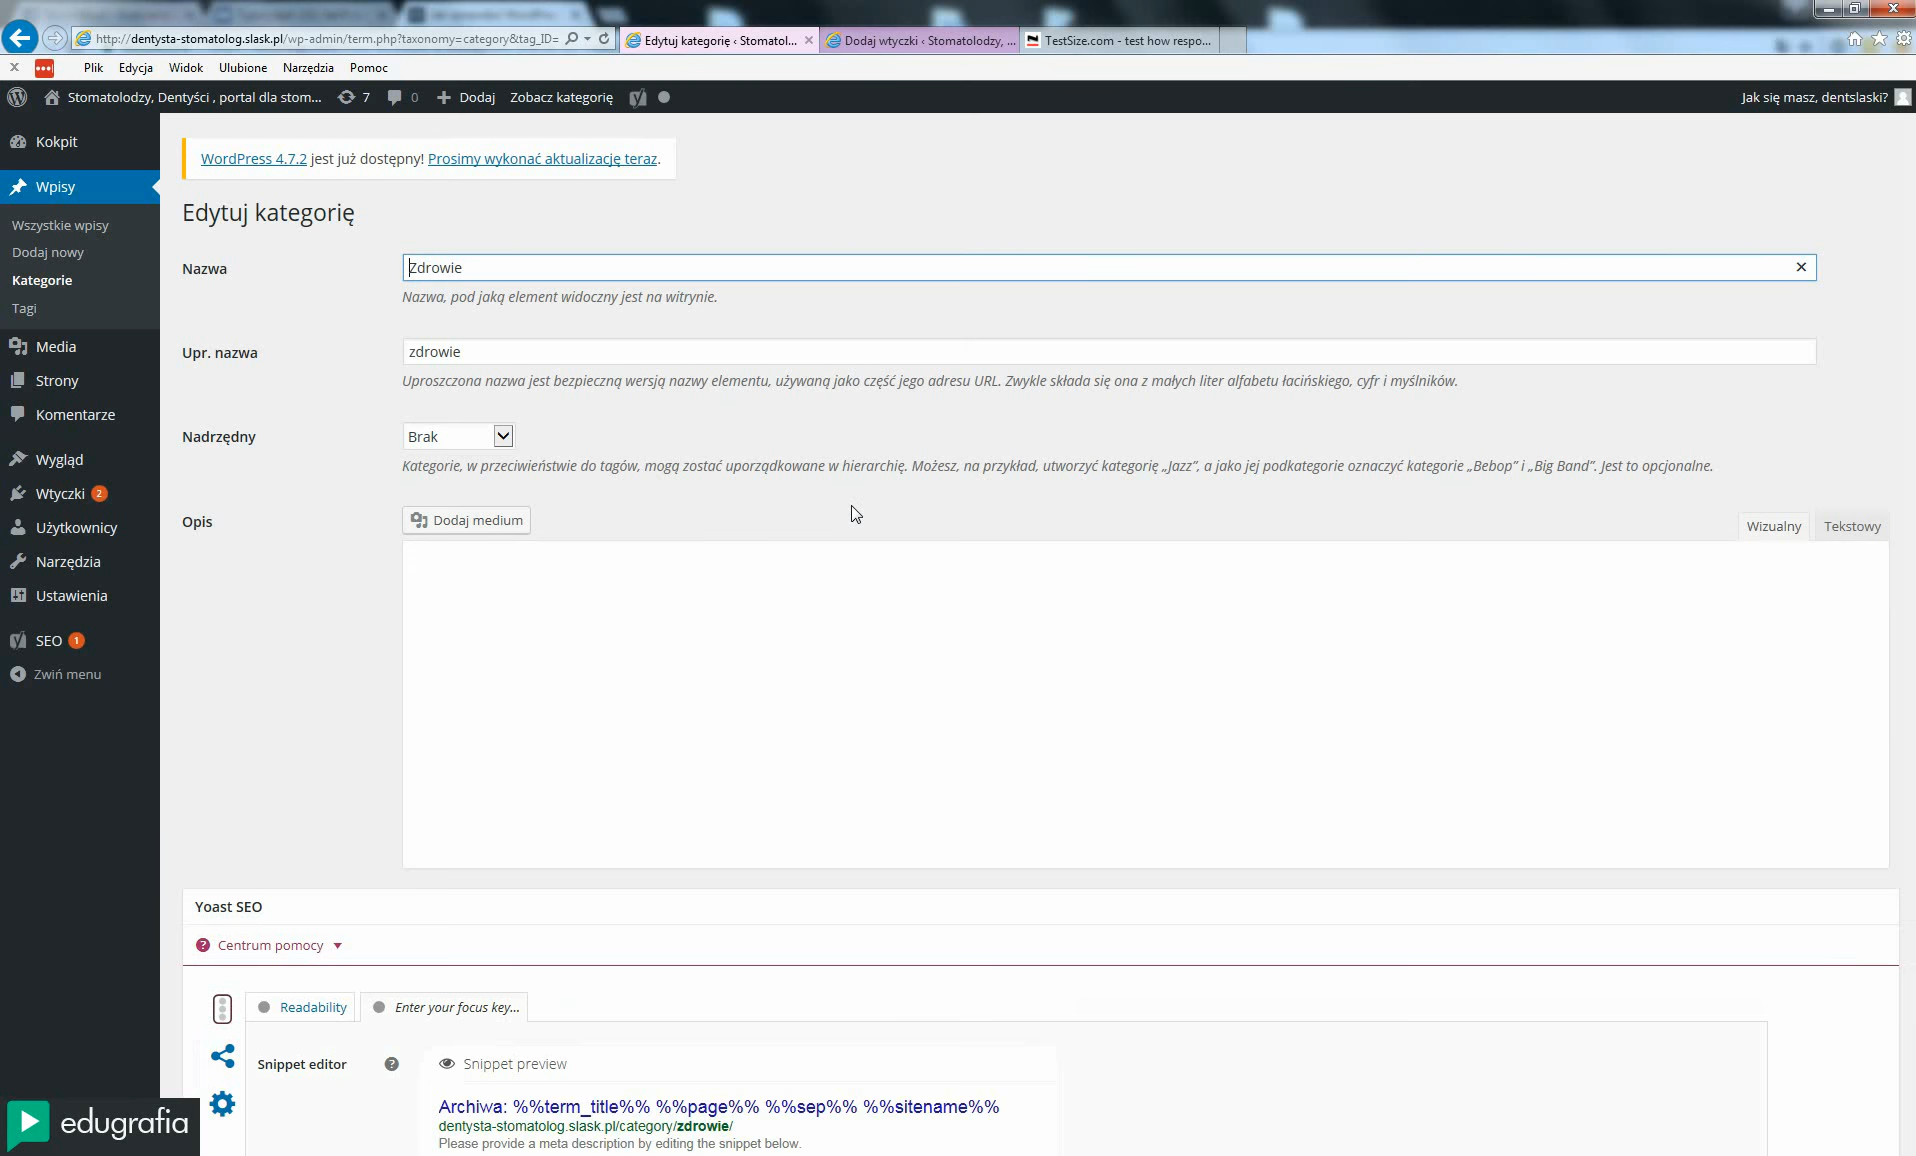 http://dentysta-stomatolog.slask.pl/wp-admin/term.php?taxonomy=category&tag_ID=
Edytuj kategorię ‹ Stomatol...
Dodaj wtyczki ‹ Stomatolodzy, ...
TestSize.com - test how respo...
Plik Edycja Widok Ulubione Narzędzia Pomoc
Stomatolodzy, Dentyści , portal dla stom... 7 0 Dodaj Zobacz kategorię
Jak się masz, dentslaski?
Kokpit
Wpisy
Wszystkie wpisy
Dodaj nowy
Kategorie
Tagi
Media
Strony
Komentarze
Wygląd
Wtyczki 2
Użytkownicy
Narzędzia
Ustawienia
SEO 1
Zwiń menu
WordPress 4.7.2 jest już dostępny! Prosimy wykonać aktualizację teraz.
Edytuj kategorię
Nazwa
Zdrowie
Nazwa, pod jaką element widoczny jest na witrynie.
Upr. nazwa
zdrowie
Uproszczona nazwa jest bezpieczną wersją nazwy elementu, używaną jako część jego adresu URL. Zwykle składa się ona z małych liter alfabetu łacińskiego, cyfr i myślników.
Nadrzędny
Brak
Kategorie, w przeciwieństwie do tagów, mogą zostać uporządkowane w hierarchię. Możesz, na przykład, utworzyć kategorię „Jazz”, a jako jej podkategorie oznaczyć kategorie „Bebop” i „Big Band”. Jest to opcjonalne.
Opis
Dodaj medium
Wizualny
Tekstowy
Yoast SEO
Centrum pomocy
Readability
Enter your focus key...
Snippet editor
Snippet preview
Archiwa: %%term_title%% %%page%% %%sep%% %%sitename%%
dentysta-stomatolog.slask.pl/category/zdrowie/
Please provide a meta description by editing the snippet below.
edugrafia